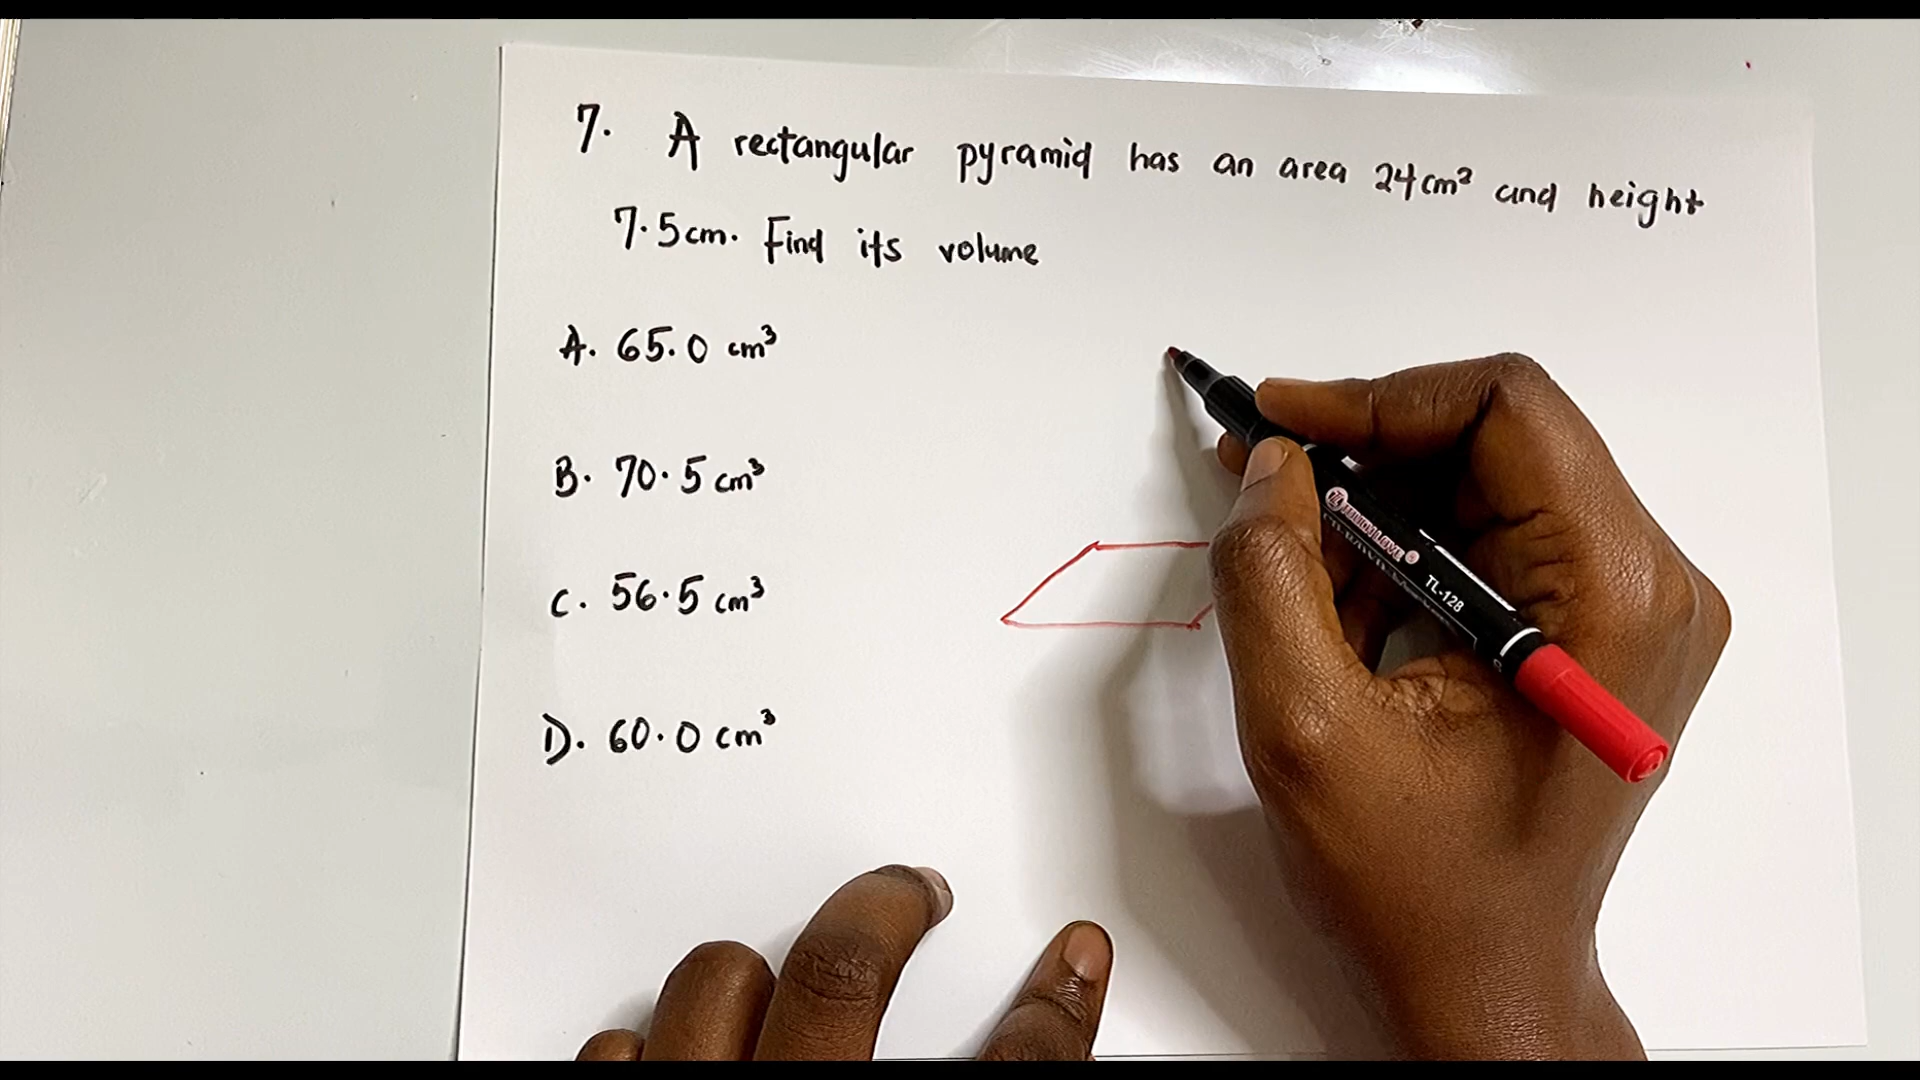 7. A rectangular pyramid has an area 24cm² and height
7.5cm. Find its volume
A. 65.0 cm³
B. 70.5 cm³
C. 56.5 cm³
D. 60.0 cm³
TL-128